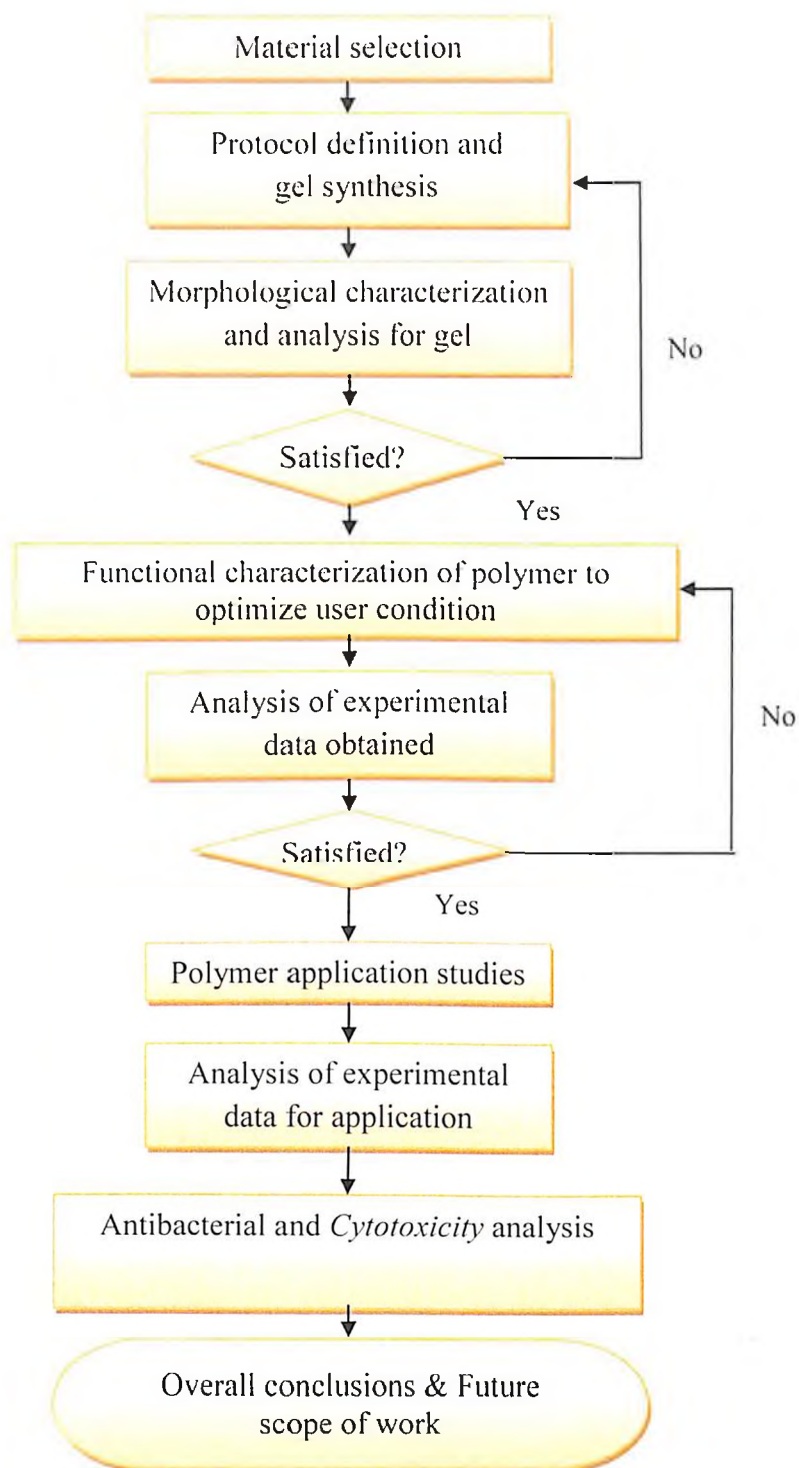 Material selection
Protocol definition and
gel synthesis
Morphological characterization
and analysis for gel
No
Satisfied?
Yes
Functional characterization of polymer to
optimize user condition
Analysis of experimental
data obtained
No
Satisfied?
Yes
Polymer application studies
Analysis of experimental
data for application
Antibacterial and Cytotoxicity analysis
Overall conclusions & Future
scope of work